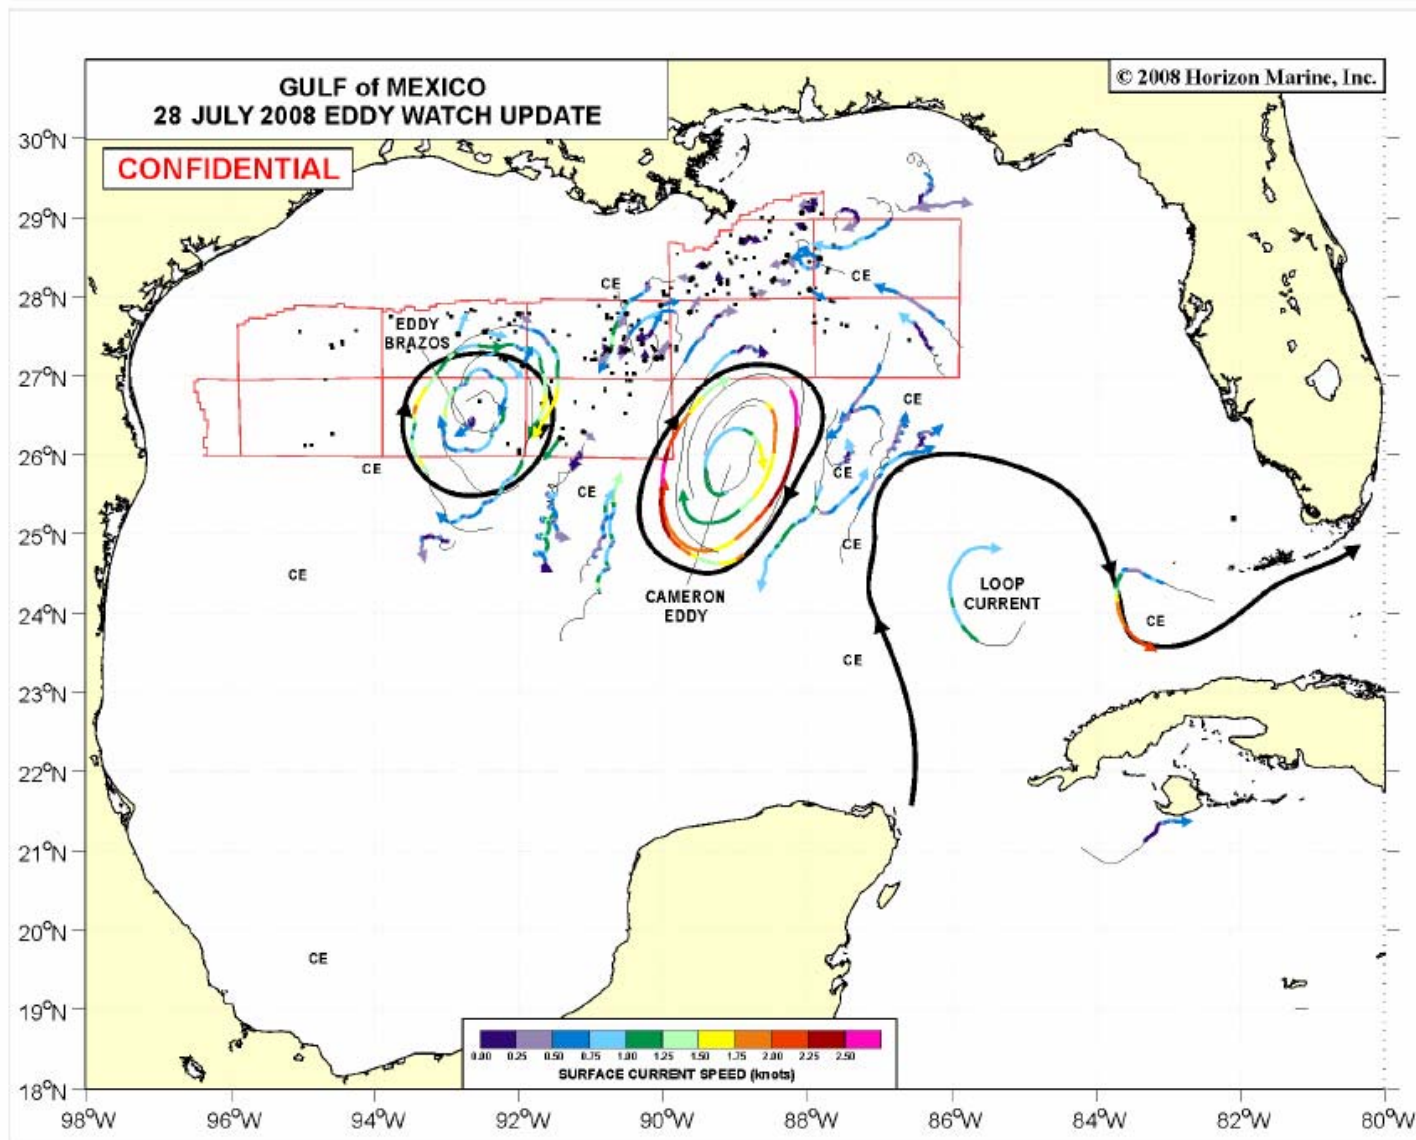 GULF of MEXICO
28 JULY 2008 EDDY WATCH UPDATE
© 2008 Horizon Marine, Inc.
CONFIDENTIAL
30°N
29°N
28°N
27°N
26°N
25°N
24°N
23°N
22°N
21°N
20°N
19°N
18°N
CE
CE
EDDY
BRAZOS
CE
CE
CE
CE
CE
CE
CAMERON
EDDY
LOOP
CURRENT
CE
CE
CE
0.00 0.25 0.50 0.75 1.00 1.25 1.50 1.75 2.00 2.25 2.50
SURFACE CURRENT SPEED (knots)
98°W 96°W 94°W 92°W 90°W 88°W 86°W 84°W 82°W 80°W